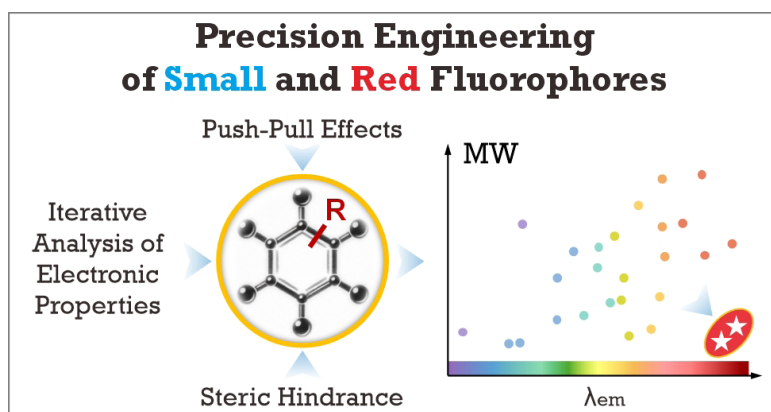 Precision Engineering
of Small and Red Fluorophores
Push-Pull Effects
Iterative
Analysis of
Electronic
Properties
R
Steric Hindrance
MW
λem